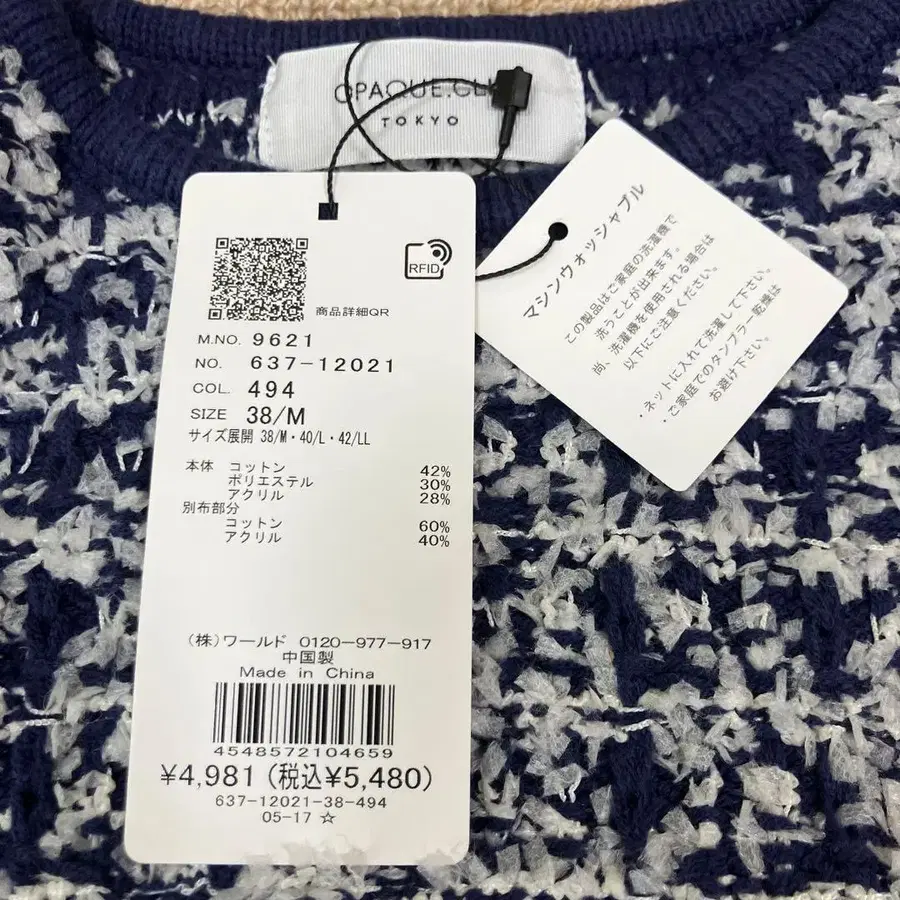 OPAQUE.CLIP
TOKYO
RFID
商品詳細QR
M.NO. 9621
NO. 637-12021
COL. 494
SIZE 38/M
サイズ展開 38/M・40/L・42/LL
本体 コットン 42%
ポリエステル 30%
アクリル 28%
別布部分
コットン 60%
アクリル 40%
(株)ワールド 0120-977-917
中国製
Made in China
4548572104659
¥4,981 (税込¥5,480)
637-12021-38-494
05-17 ☆
マシンウォッシャブル
この製品はご家庭の洗濯機で
洗うことが出来ます。
尚、洗濯機を使用される場合は
以下にご注意ください。
・ネットに入れて洗濯して下さい。
・ご家庭でのタンブラー乾燥は
お避け下さい。